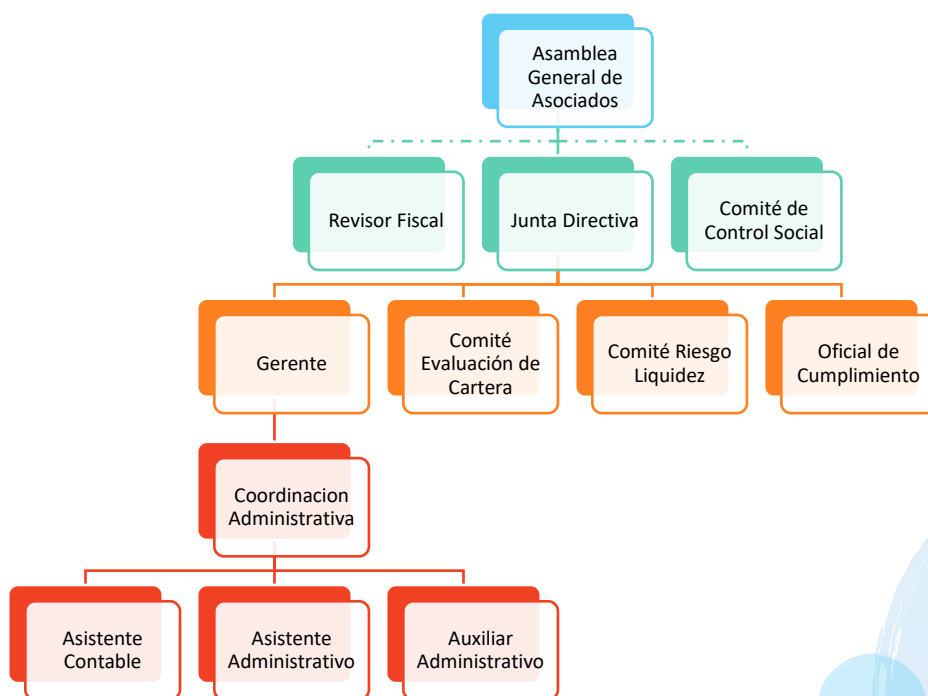 Asamblea
General de
Asociados
Revisor Fiscal
Junta Directiva
Comité de
Control Social
Gerente
Comité
Evaluación de
Cartera
Comité Riesgo
Liquidez
Oficial de
Cumplimiento
Coordinacion
Administrativa
Asistente
Contable
Asistente
Administrativo
Auxiliar
Administrativo